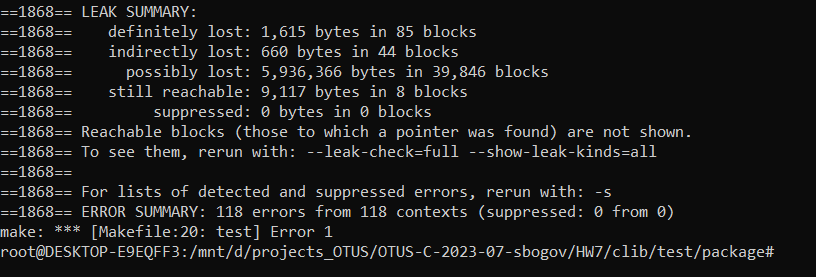 ==1868== LEAK SUMMARY:
==1868==    definitely lost: 1,615 bytes in 85 blocks
==1868==    indirectly lost: 660 bytes in 44 blocks
==1868==      possibly lost: 5,936,366 bytes in 39,846 blocks
==1868==    still reachable: 9,117 bytes in 8 blocks
==1868==         suppressed: 0 bytes in 0 blocks
==1868== Reachable blocks (those to which a pointer was found) are not shown.
==1868== To see them, rerun with: --leak-check=full --show-leak-kinds=all
==1868==
==1868== For lists of detected and suppressed errors, rerun with: -s
==1868== ERROR SUMMARY: 118 errors from 118 contexts (suppressed: 0 from 0)
make: *** [Makefile:20: test] Error 1
root@DESKTOP-E9EQFF3:/mnt/d/projects_OTUS/OTUS-C-2023-07-sbogov/HW7/clib/test/package#